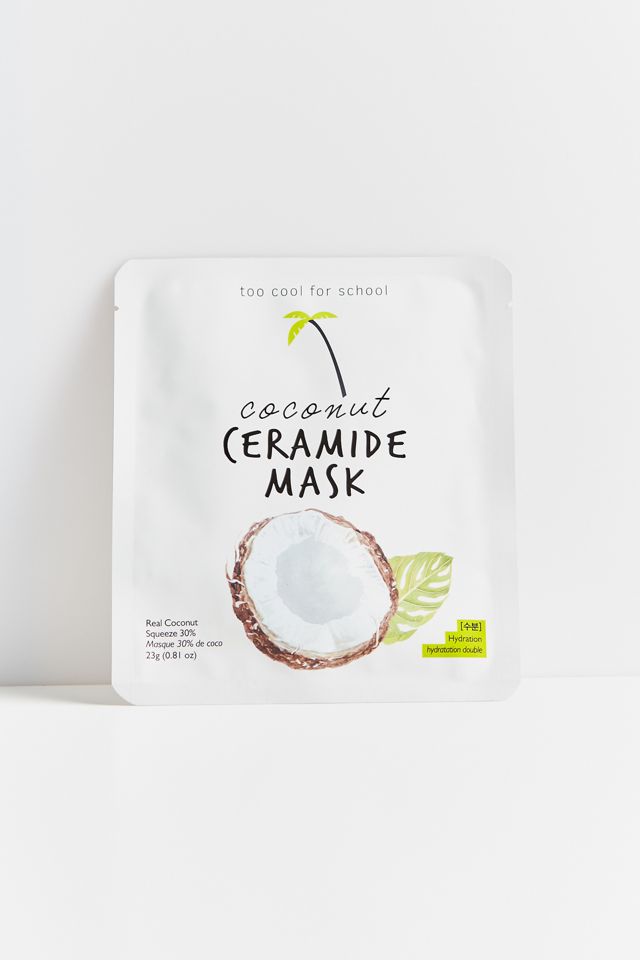 too cool for school
coconut
CERAMIDE
MASK
Real Coconut
Squeeze 30%
Masque 30% de coco
23g (0.81 oz)
[수분]
Hydration
hydratation double